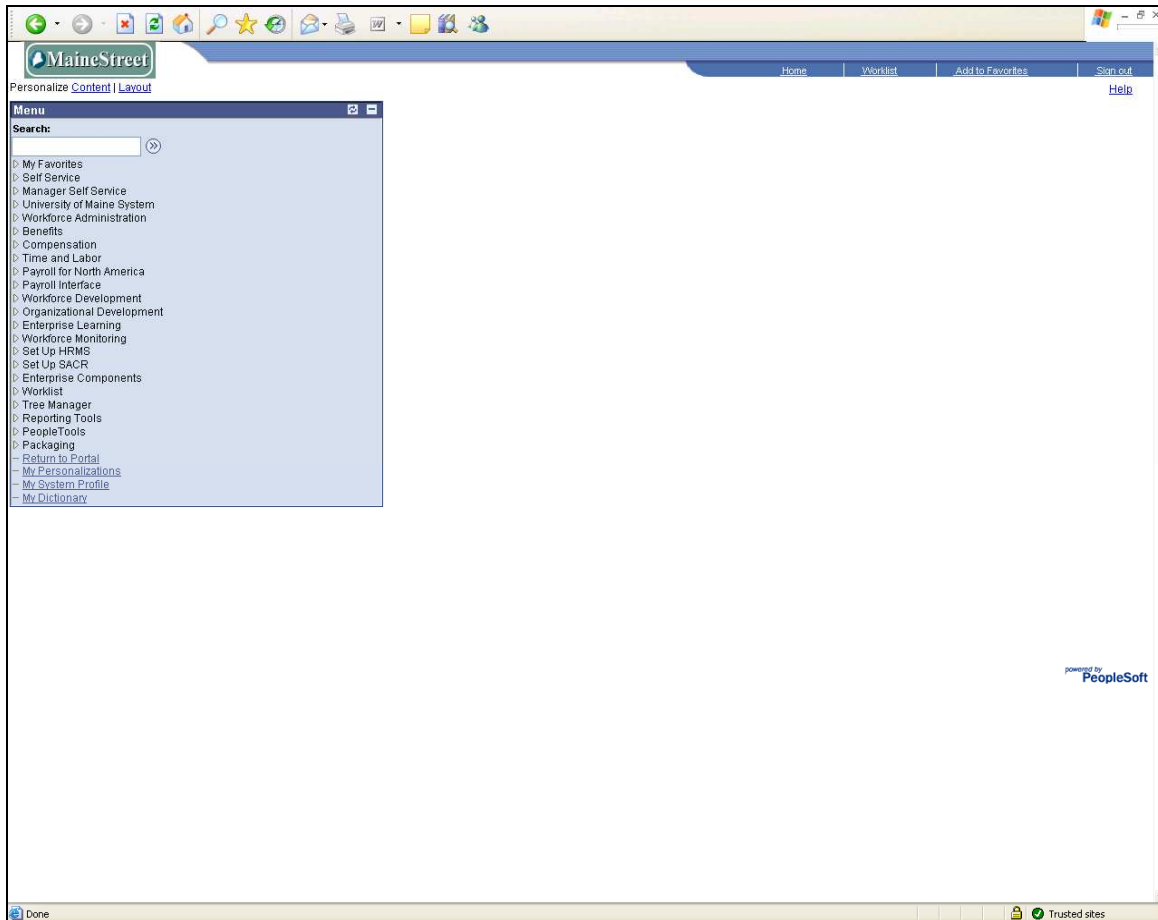 MaineStreet
Home Worklist Add to Favorites Sign out
Personalize Content | Layout
Help
Menu
Search:
My Favorites
Self Service
Manager Self Service
University of Maine System
Workforce Administration
Benefits
Compensation
Time and Labor
Payroll for North America
Payroll Interface
Workforce Development
Organizational Development
Enterprise Learning
Workforce Monitoring
Set Up HRMS
Set Up SACR
Enterprise Components
Worklist
Tree Manager
Reporting Tools
PeopleTools
Packaging
Return to Portal
My Personalizations
My System Profile
My Dictionary
powered by
PeopleSoft
Done Trusted sites